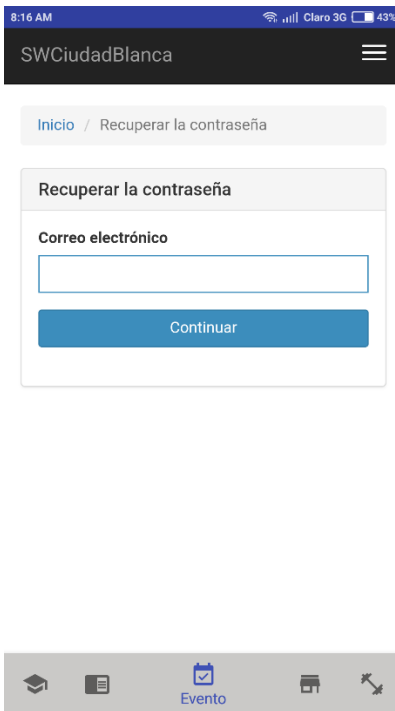 8:16 AM Claro 3G 43%
SWCiudadBlanca
Inicio / Recuperar la contraseña
Recuperar la contraseña
Correo electrónico
Continuar
Evento